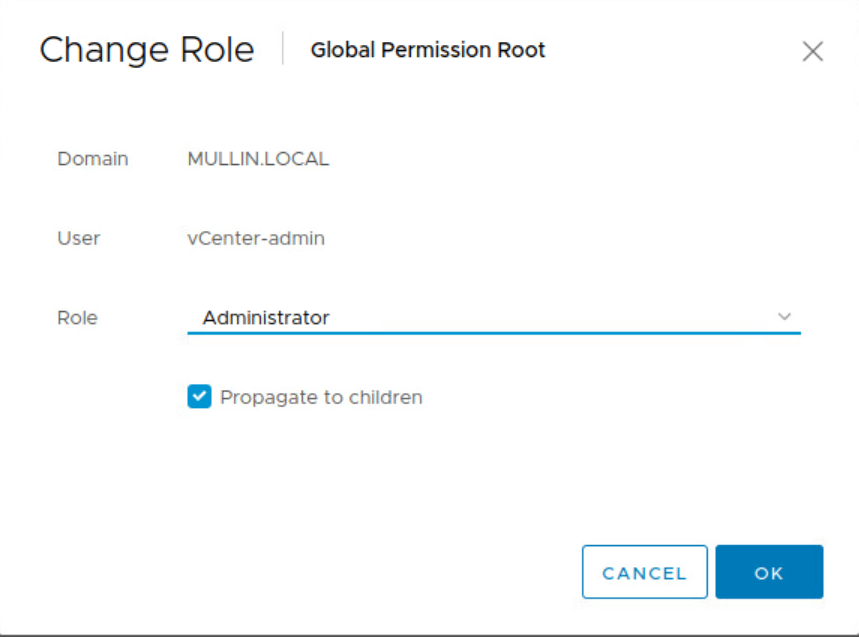 Change Role Global Permission Root
Domain MULLIN.LOCAL
User vCenter-admin
Role Administrator
Propagate to children
CANCEL OK